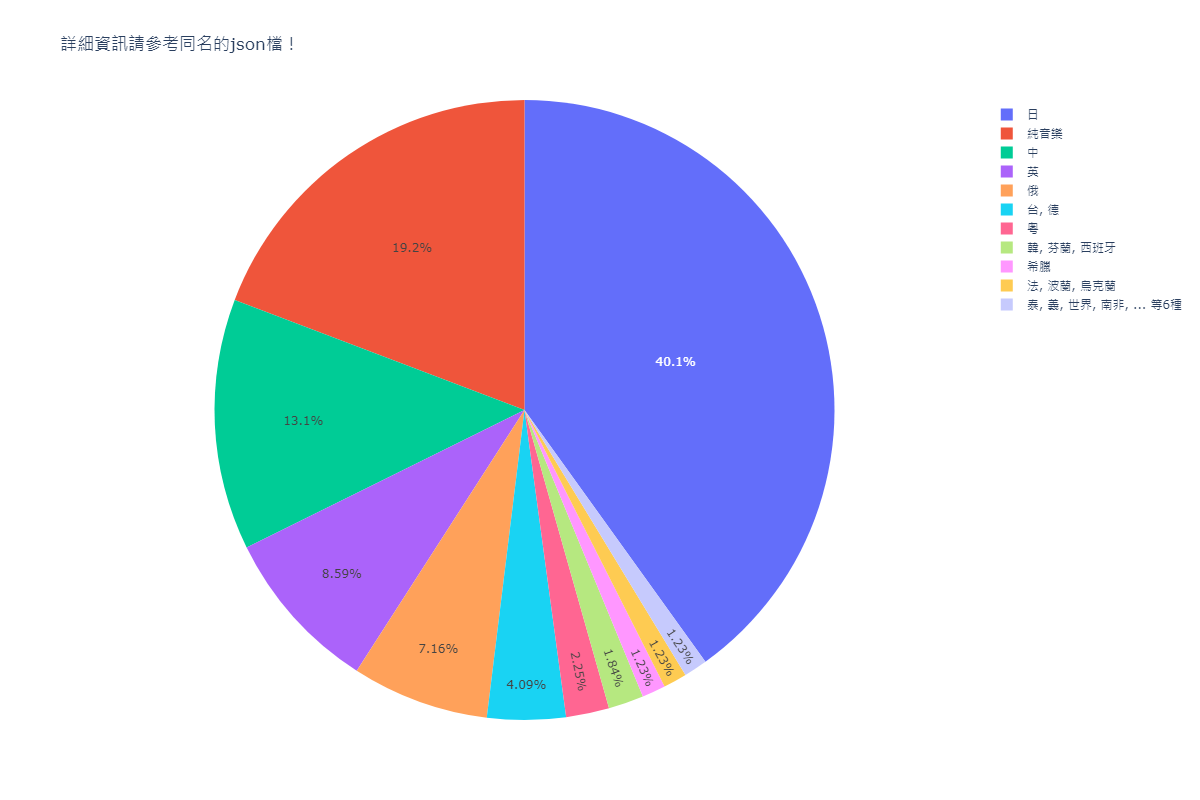 詳細資訊請參考同名的json檔！
日
純音樂
中
英
俄
台, 德
粵
韓, 芬蘭, 西班牙
希臘
法, 波蘭, 烏克蘭
泰, 義, 世界, 南非, ... 等6種
40.1%
19.2%
13.1%
8.59%
7.16%
4.09%
2.25%
1.84%
1.23%
1.23%
1.23%